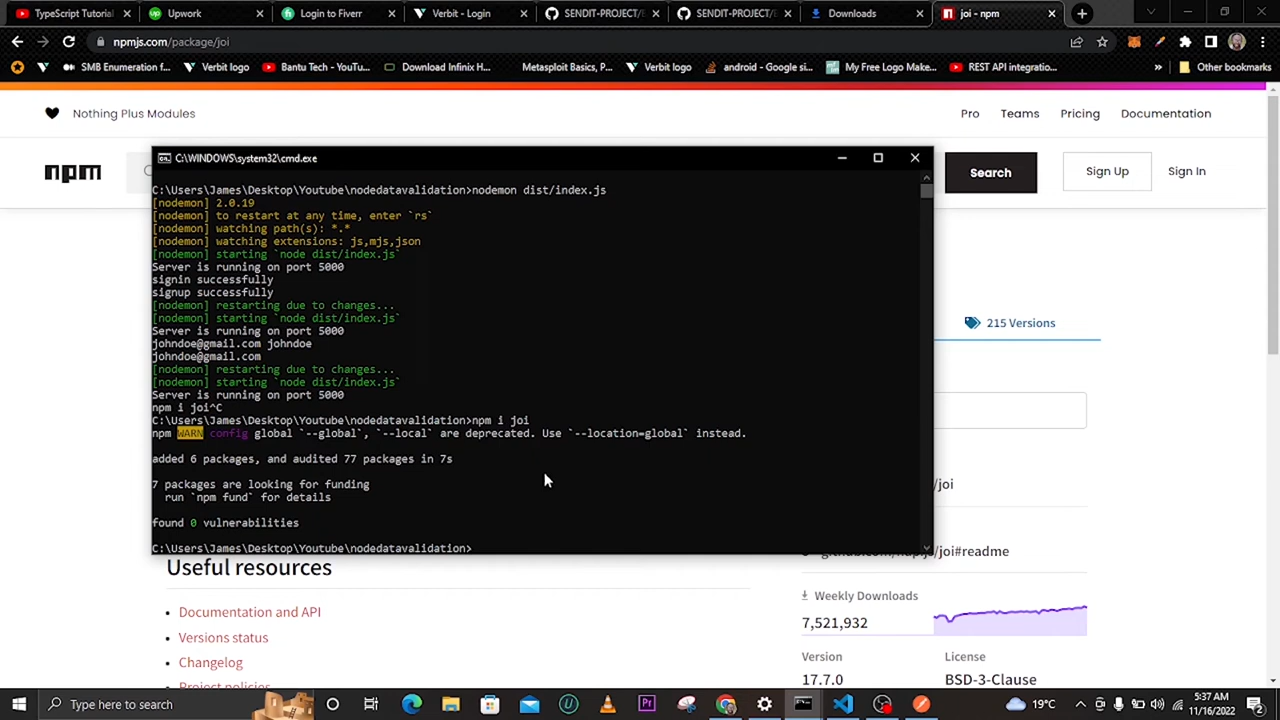 TypeScript Tutorial
Upwork
Login to Fiverr
Verbit - Login
SENDIT-PROJECT/
SENDIT-PROJECT/
Downloads
joi - npm
npmjs.com/package/joi
SMB Enumeration f...
Verbit logo
Bantu Tech - YouTu...
Download Infinix H...
Metasploit Basics, P...
Verbit logo
android - Google si...
My Free Logo Make...
REST API integratio...
»
Other bookmarks
Nothing Plus Modules
Pro
Teams
Pricing
Documentation
npm
Search
Sign Up
Sign In
C:\WINDOWS\system32\cmd.exe
C:\Users\James\Desktop\Youtube\nodedatavalidation>nodemon dist/index.js
[nodemon] 2.0.19
[nodemon] to restart at any time, enter `rs`
[nodemon] watching path(s): *.*
[nodemon] watching extensions: js,mjs,json
[nodemon] starting `node dist/index.js`
Server is running on port 5000
signin successfully
signup successfully
[nodemon] restarting due to changes...
[nodemon] starting `node dist/index.js`
Server is running on port 5000
johndoe@gmail.com johndoe
johndoe@gmail.com
[nodemon] restarting due to changes...
[nodemon] starting `node dist/index.js`
Server is running on port 5000
npm i joi^C
C:\Users\James\Desktop\Youtube\nodedatavalidation>npm i joi
npm WARN config global `--global`, `--local` are deprecated. Use `--location=global` instead.
added 6 packages, and audited 77 packages in 7s
7 packages are looking for funding
run `npm fund` for details
found 0 vulnerabilities
C:\Users\James\Desktop\Youtube\nodedatavalidation>
215 Versions
/joi
/joi#readme
Useful resources
Documentation and API
Versions status
Changelog
Project policies
Weekly Downloads
7,521,932
Version
License
17.7.0
BSD-3-Clause
Type here to search
19°C
5:37 AM
11/16/2022